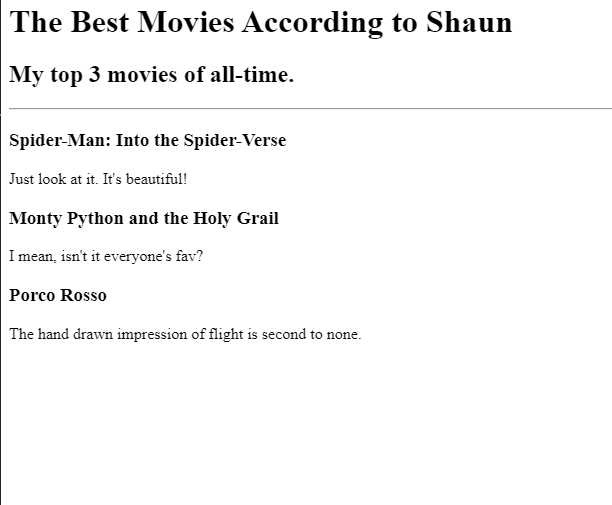 The Best Movies According to Shaun
My top 3 movies of all-time.
Spider-Man: Into the Spider-Verse
Just look at it. It's beautiful!
Monty Python and the Holy Grail
I mean, isn't it everyone's fav?
Porco Rosso
The hand drawn impression of flight is second to none.